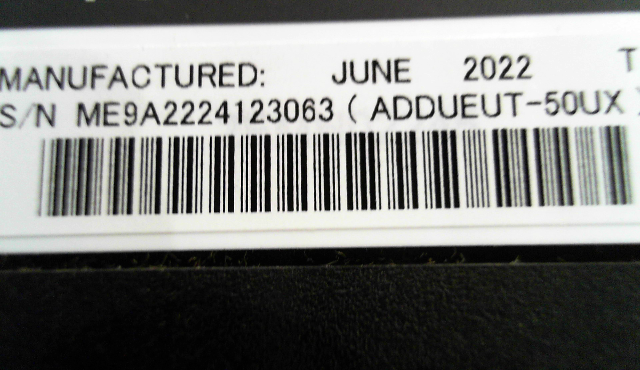 MANUFACTURED: JUNE 2022 T
S/N ME9A2224123063 ( ADDUEUT-50UX )